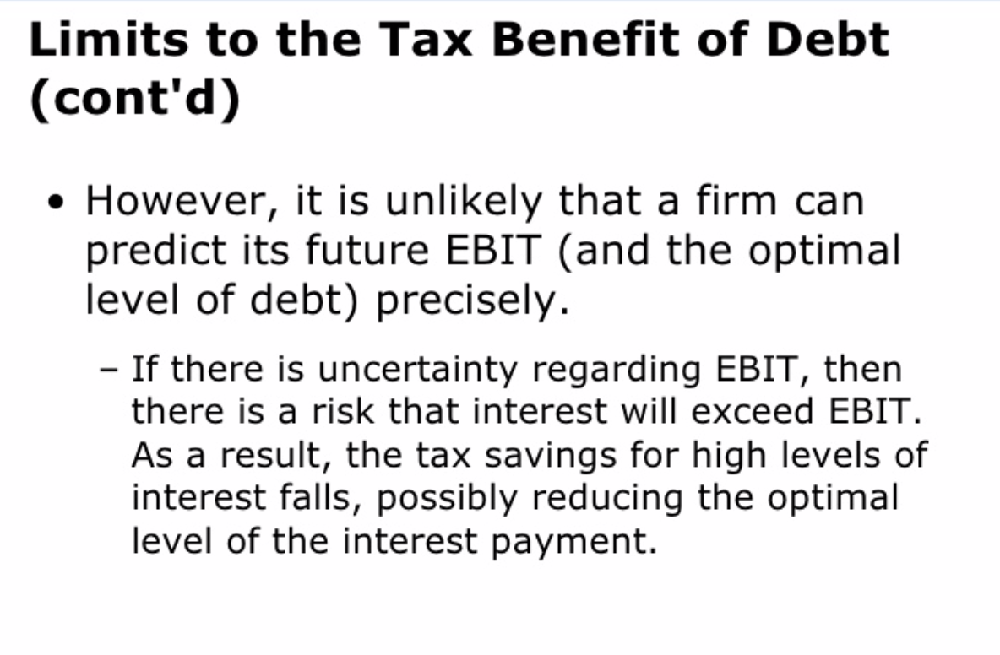 Limits to the Tax Benefit of Debt
(cont'd)
• However, it is unlikely that a firm can
predict its future EBIT (and the optimal
level of debt) precisely.
– If there is uncertainty regarding EBIT, then
there is a risk that interest will exceed EBIT.
As a result, the tax savings for high levels of
interest falls, possibly reducing the optimal
level of the interest payment.